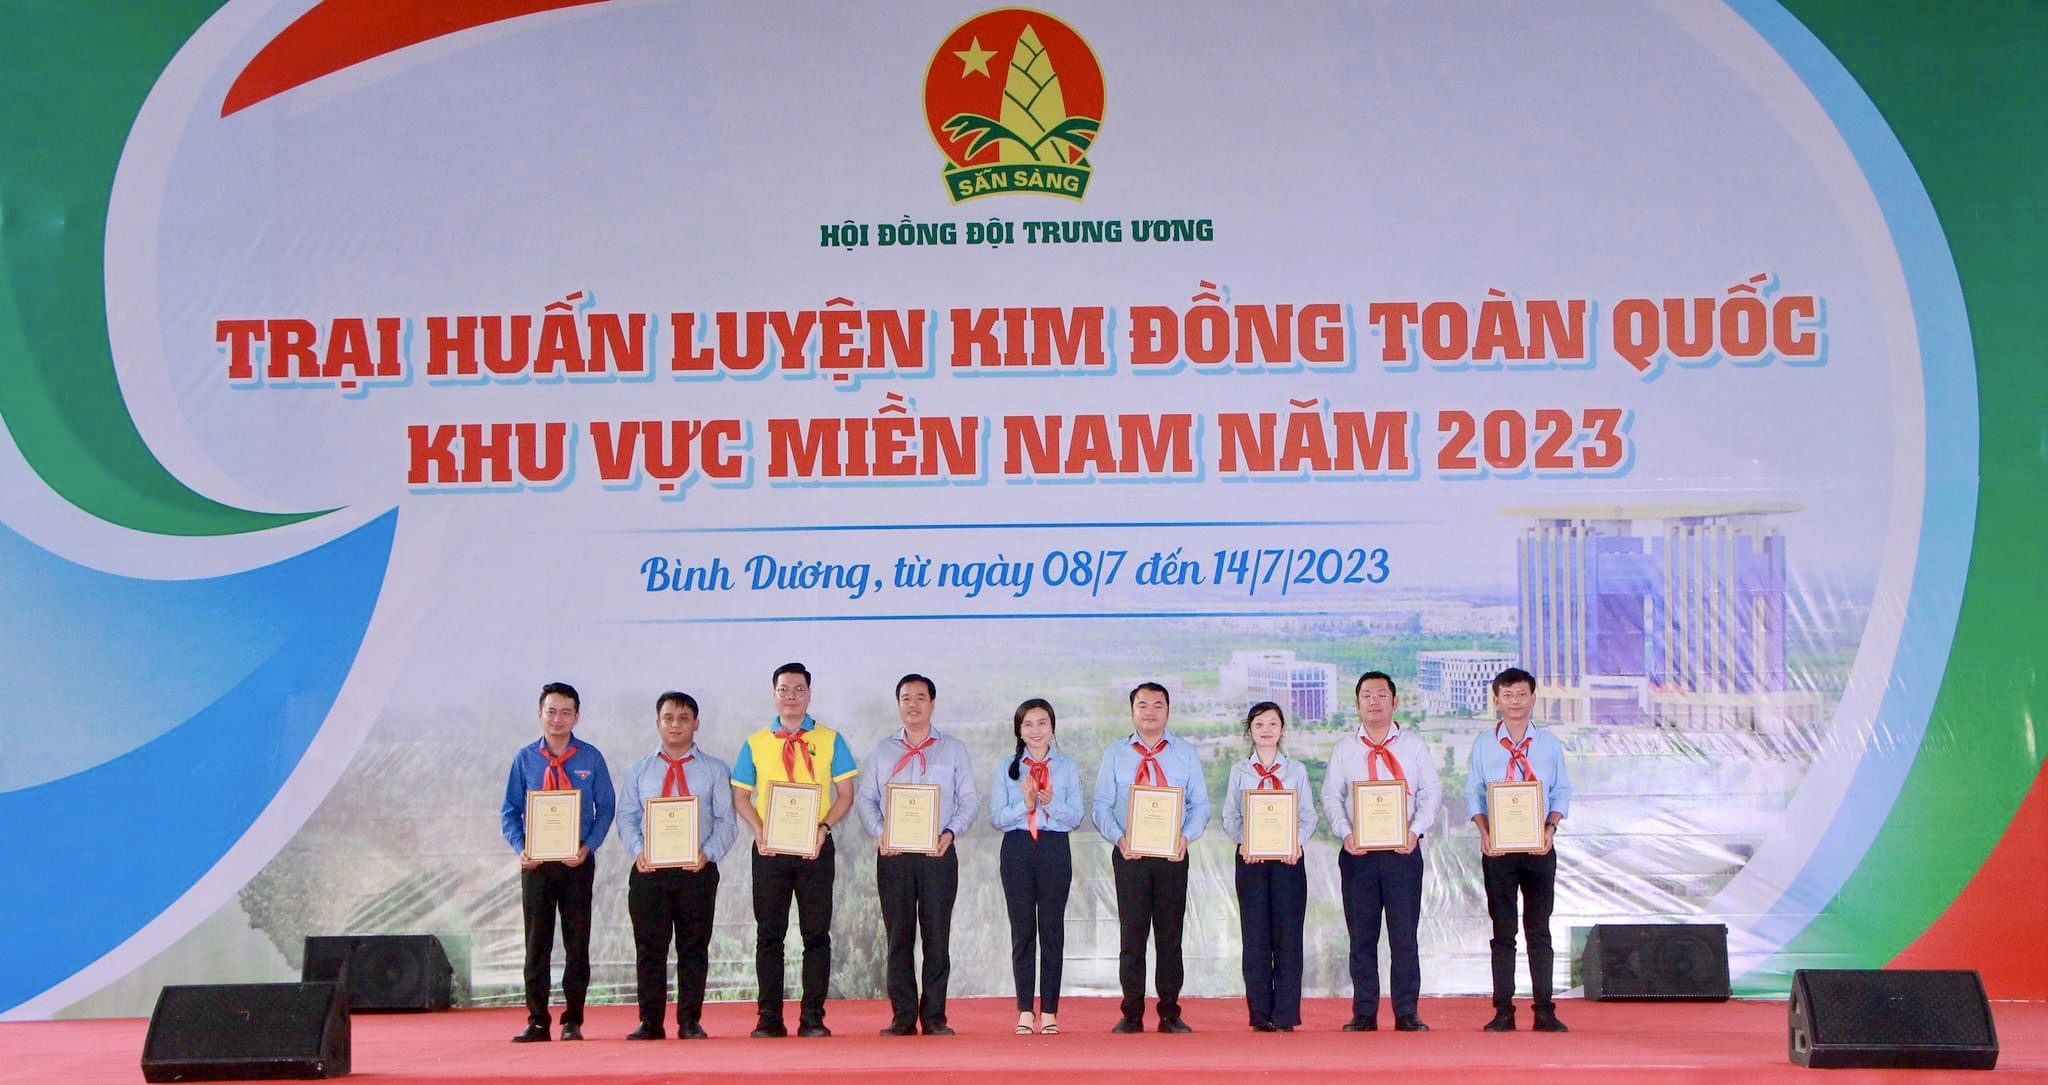 SẴN SÀNG
HỘI ĐỒNG ĐỘI TRUNG ƯƠNG
TRẠI HUẤN LUYỆN KIM ĐỒNG TOÀN QUỐC
KHU VỰC MIỀN NAM NĂM 2023
Bình Dương, từ ngày 08/7 đến 14/7/2023